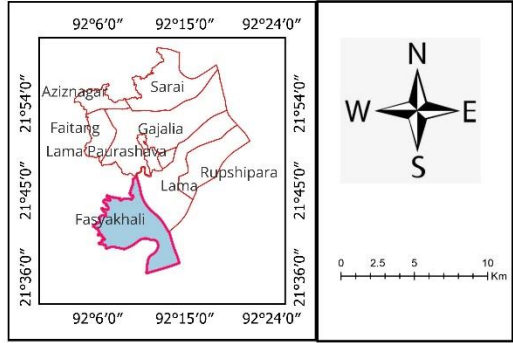 92°6′0″ 92°15′0″ 92°24′0″
21°54′0″
21°45′0″
21°36′0″
Sarai
Aziznagar
Faitang
Gajalia
Lama Paurashava
Rupshipara
Lama
Fasyakhali
21°54′0″
21°45′0″
21°36′0″
92°6′0″ 92°15′0″ 92°24′0″
N
W E
S
0 2.5 5 10
Km